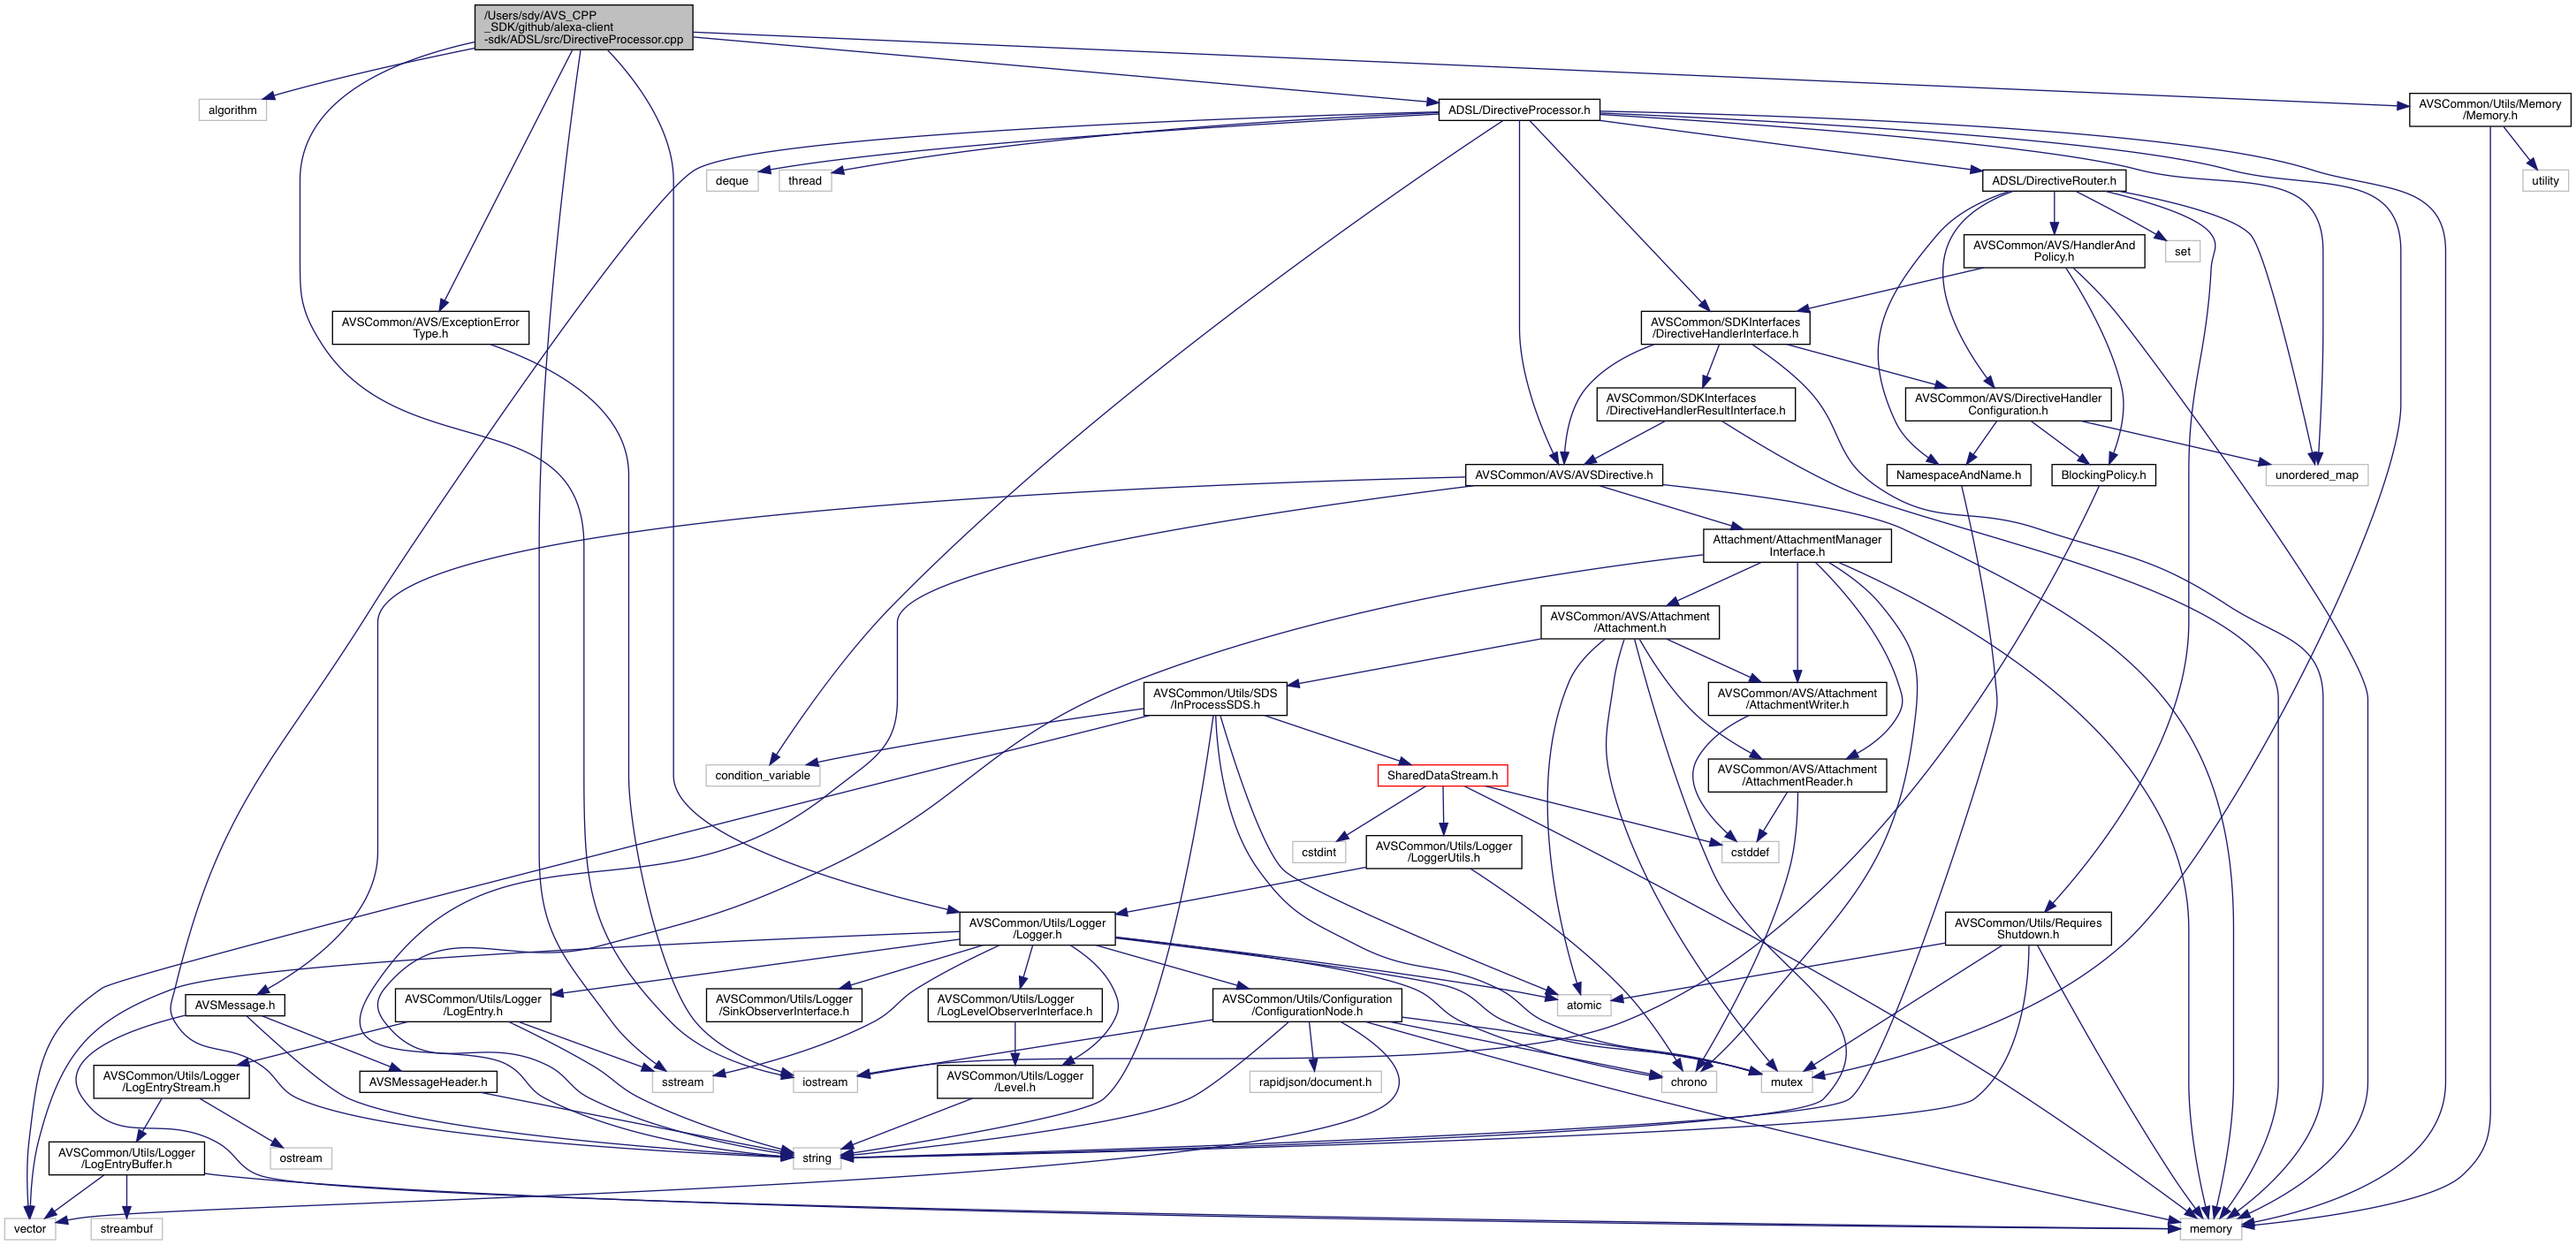 /Users/sdy/AVS_CPP
_SDK/github/alexa-client
-sdk/ADSL/src/DirectiveProcessor.cpp
algorithm
ADSL/DirectiveProcessor.h
AVSCommon/Utils/Memory
/Memory.h
deque
thread
ADSL/DirectiveRouter.h
utility
AVSCommon/AVS/HandlerAnd
Policy.h
set
AVSCommon/AVS/ExceptionError
Type.h
AVSCommon/SDKInterfaces
/DirectiveHandlerInterface.h
AVSCommon/SDKInterfaces
/DirectiveHandlerResultInterface.h
AVSCommon/AVS/DirectiveHandler
Configuration.h
AVSCommon/AVS/AVSDirective.h
NamespaceAndName.h
BlockingPolicy.h
unordered_map
Attachment/AttachmentManager
Interface.h
AVSCommon/AVS/Attachment
/Attachment.h
AVSCommon/Utils/SDS
/InProcessSDS.h
AVSCommon/AVS/Attachment
/AttachmentWriter.h
condition_variable
SharedDataStream.h
AVSCommon/AVS/Attachment
/AttachmentReader.h
cstdint
AVSCommon/Utils/Logger
/LoggerUtils.h
cstddef
AVSCommon/Utils/Logger
/Logger.h
AVSCommon/Utils/Requires
Shutdown.h
AVSMessage.h
AVSCommon/Utils/Logger
/LogEntry.h
AVSCommon/Utils/Logger
/SinkObserverInterface.h
AVSCommon/Utils/Logger
/LogLevelObserverInterface.h
AVSCommon/Utils/Configuration
/ConfigurationNode.h
atomic
AVSCommon/Utils/Logger
/LogEntryStream.h
AVSMessageHeader.h
sstream
iostream
AVSCommon/Utils/Logger
/Level.h
rapidjson/document.h
chrono
mutex
AVSCommon/Utils/Logger
/LogEntryBuffer.h
ostream
string
vector
streambuf
memory